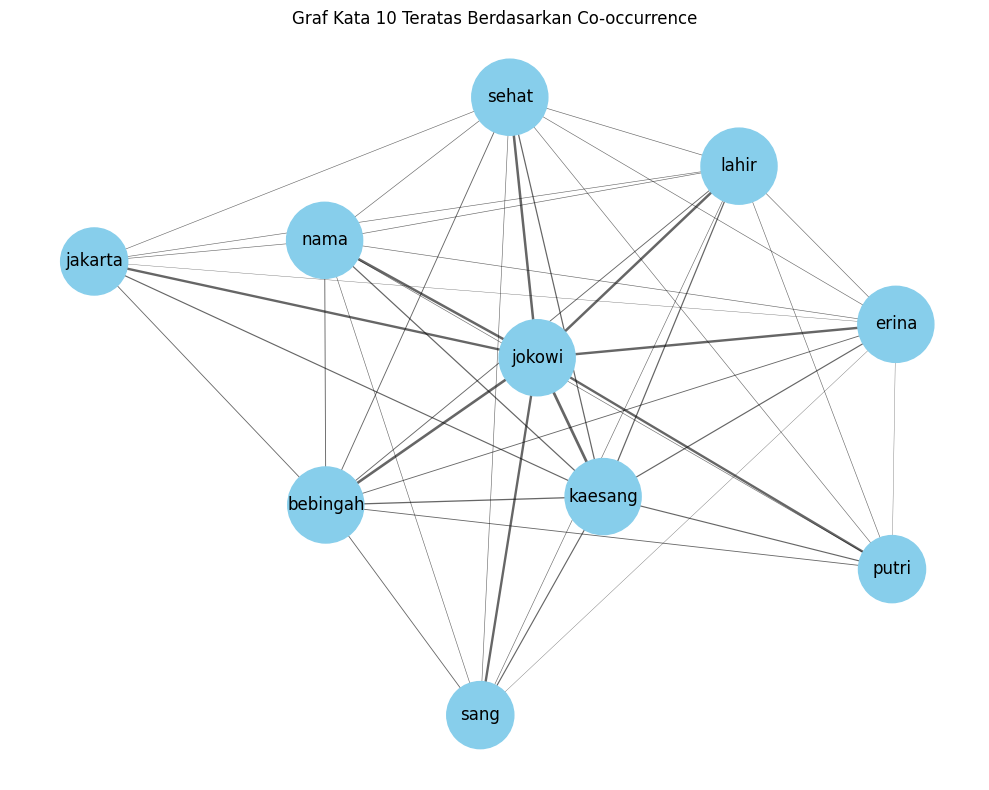 Graf Kata 10 Teratas Berdasarkan Co-occurrence
sehat
lahir
nama
jakarta
erina
jokowi
kaesang
bebingah
putri
sang